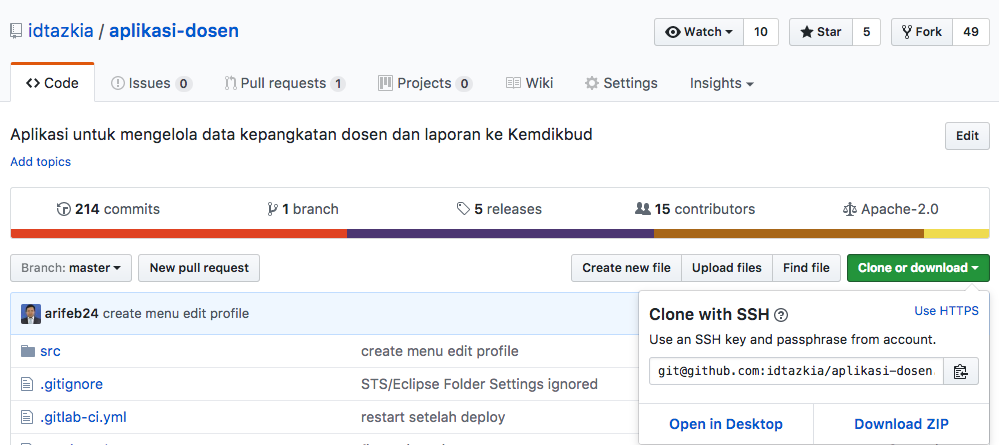 idtazkia / aplikasi-dosen
Watch 10 Star 5 Fork 49
Code Issues 0 Pull requests 1 Projects 0 Wiki Settings Insights
Aplikasi untuk mengelola data kepangkatan dosen dan laporan ke Kemdikbud
Edit
Add topics
214 commits 1 branch 5 releases 15 contributors Apache-2.0
Branch: master New pull request Create new file Upload files Find file Clone or download
arifeb24 create menu edit profile
Clone with SSH Use HTTPS
Use an SSH key and passphrase from account.
git@github.com:idtazkia/aplikasi-dosen.
Open in Desktop Download ZIP
src create menu edit profile
.gitignore STS/Eclipse Folder Settings ignored
.gitlab-ci.yml restart setelah deploy